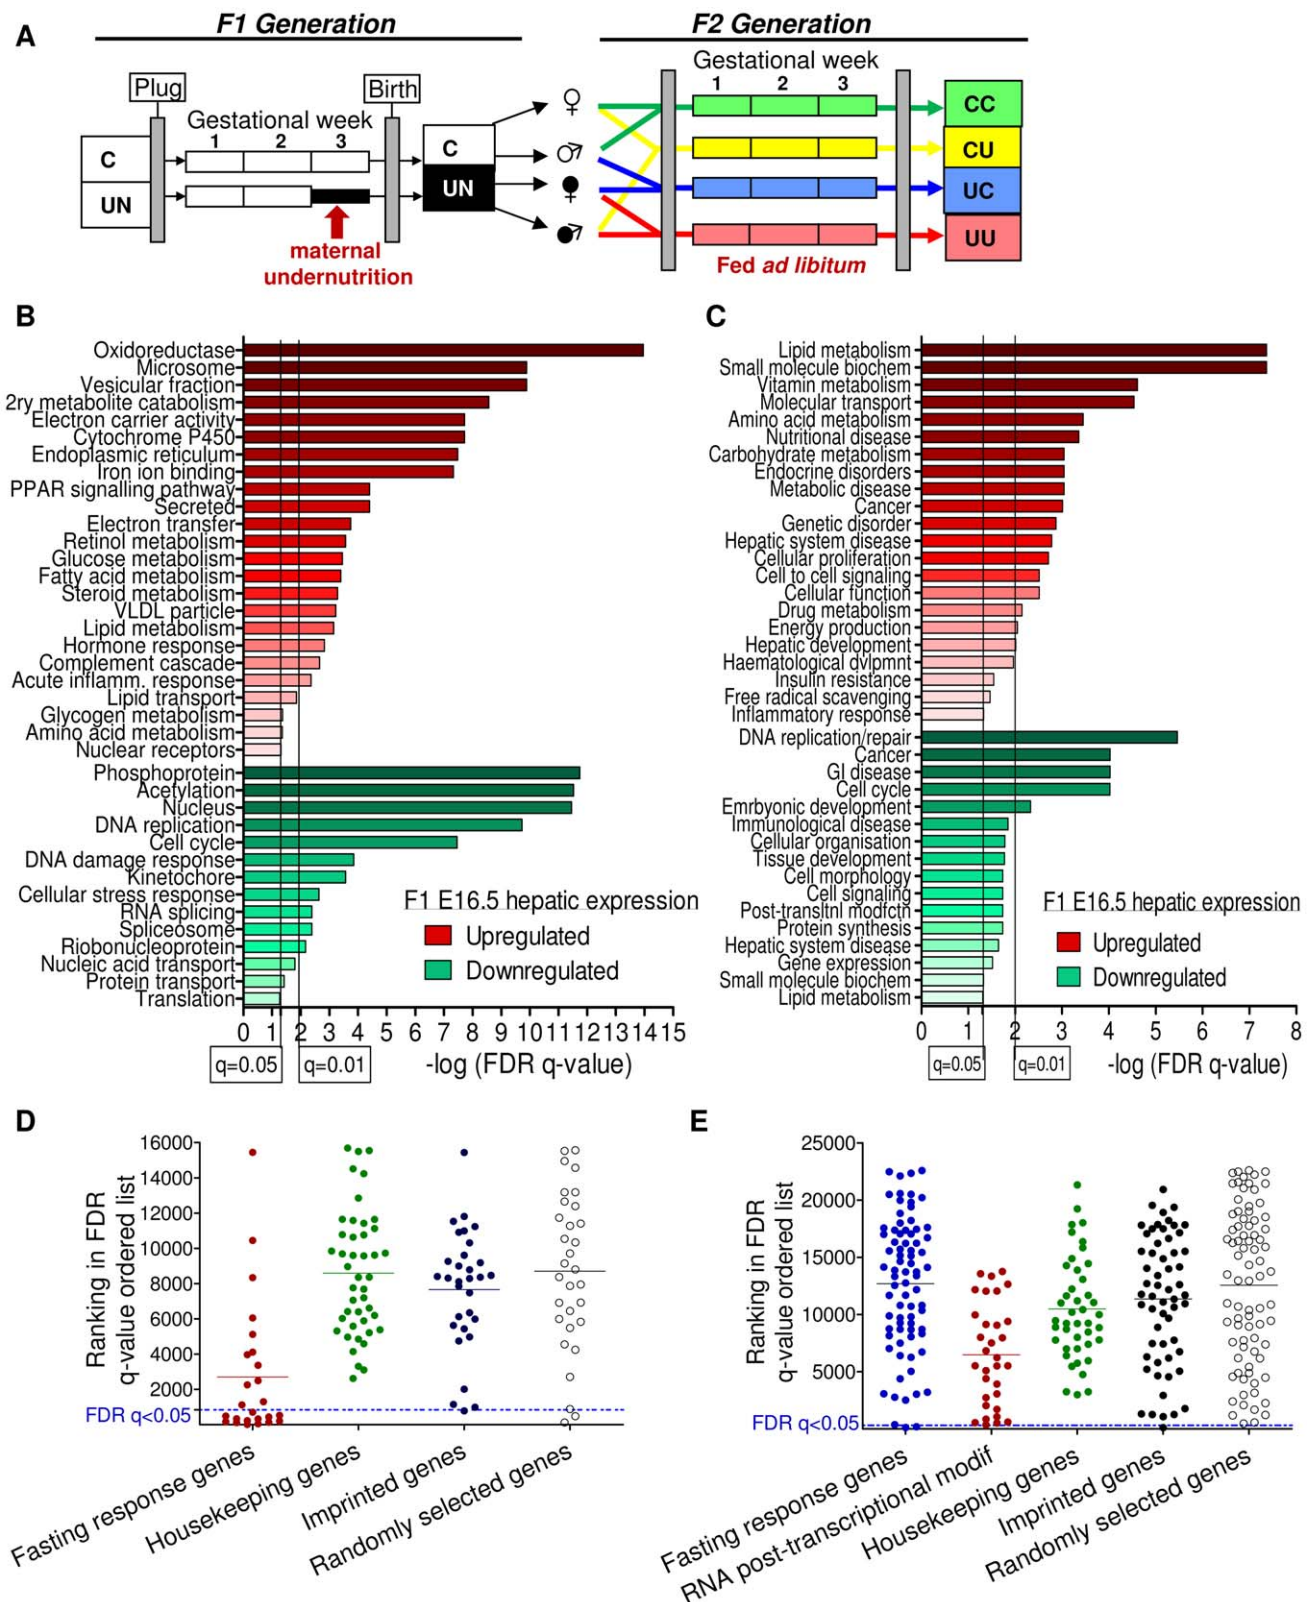 A
F1 Generation
F2 Generation
Plug
Birth
Gestational week
1 2 3
C
UN
C
UN
maternal
undernutrition
♀
♂
Gestational week
1 2 3
CC
CU
UC
UU
Fed ad libitum
B
Oxidoreductase
Microsome
Vesicular fraction
2ry metabolite catabolism
Electron carrier activity
Cytochrome P450
Endoplasmic reticulum
Iron ion binding
PPAR signalling pathway
Secreted
Electron transfer
Retinol metabolism
Glucose metabolism
Fatty acid metabolism
Steroid metabolism
VLDL particle
Lipid metabolism
Hormone response
Complement cascade
Acute inflamm. response
Lipid transport
Glycogen metabolism
Amino acid metabolism
Nuclear receptors
Phosphoprotein
Acetylation
Nucleus
DNA replication
Cell cycle
DNA damage response
Kinetochore
Cellular stress response
RNA splicing
Spliceosome
Ribonucleoprotein
Nucleic acid transport
Protein transport
Translation
F1 E16.5 hepatic expression
Upregulated
Downregulated
0 1 2 3 4 5 6 7 8 9 10 11 12 13 14 15
q=0.05
q=0.01
-log (FDR q-value)
C
Lipid metabolism
Small molecule biochem
Vitamin metabolism
Molecular transport
Amino acid metabolism
Nutritional disease
Carbohydrate metabolism
Endocrine disorders
Metabolic disease
Cancer
Genetic disorder
Hepatic system disease
Cellular proliferation
Cell to cell signaling
Cellular function
Drug metabolism
Energy production
Hepatic development
Haematological dvlpmnt
Insulin resistance
Free radical scavenging
Inflammatory response
DNA replication/repair
Cancer
GI disease
Cell cycle
Emrbyonic development
Immunological disease
Cellular organisation
Tissue development
Cell morphology
Cell signaling
Post-transltnl modfctn
Protein synthesis
Hepatic system disease
Gene expression
Small molecule biochem
Lipid metabolism
F1 E16.5 hepatic expression
Upregulated
Downregulated
0 1 2 3 4 5 6 7 8
q=0.05
q=0.01
-log (FDR q-value)
D
Ranking in FDR
q-value ordered list
16000
14000
12000
10000
8000
6000
4000
2000
FDR q<0.05
Fasting response genes
Housekeeping genes
Imprinted genes
Randomly selected genes
E
Ranking in FDR
q-value ordered list
25000
20000
15000
10000
5000
FDR q<0.05
Fasting response genes
RNA post-transcriptional modif
Housekeeping genes
Imprinted genes
Randomly selected genes